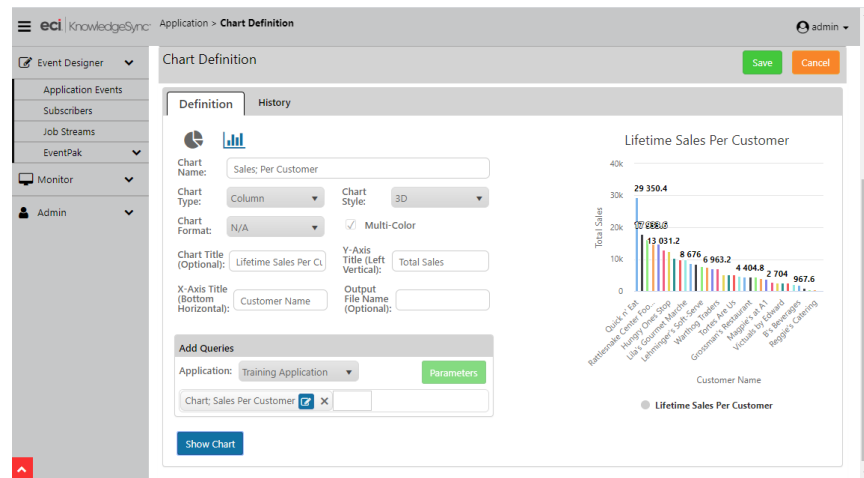 eci KnowledgeSync
Application > Chart Definition
admin
Event Designer
Application Events
Subscribers
Job Streams
EventPak
Monitor
Admin
Chart Definition
Save
Cancel
Definition
History
Chart
Name:
Sales; Per Customer
Chart
Type:
Column
Chart
Style:
3D
Chart
Format:
N/A
Multi-Color
Chart Title
(Optional):
Lifetime Sales Per Cu
Y-Axis
Title (Left
Vertical):
Total Sales
X-Axis Title
(Bottom
Horizontal):
Customer Name
Output
File Name
(Optional):
Add Queries
Application:
Training Application
Parameters
Chart; Sales Per Customer
Show Chart
Lifetime Sales Per Customer
Total Sales
40k
30k
20k
10k
0
29 350.4
13 031.2
8 676
6 963.2
4 404.8
2 704
967.6
Quick n' Eat
Rattlesnake Center Foo...
Hungry Ones Stop
Lila's Gourmet Marche
Lehminger's Soft-Serve
Warthog Traders
Tortes Are Us
Grossman's Restaurant
Magpie's at A1
Victuals by Edward
B's Beverages
Reggie's Catering
Customer Name
Lifetime Sales Per Customer